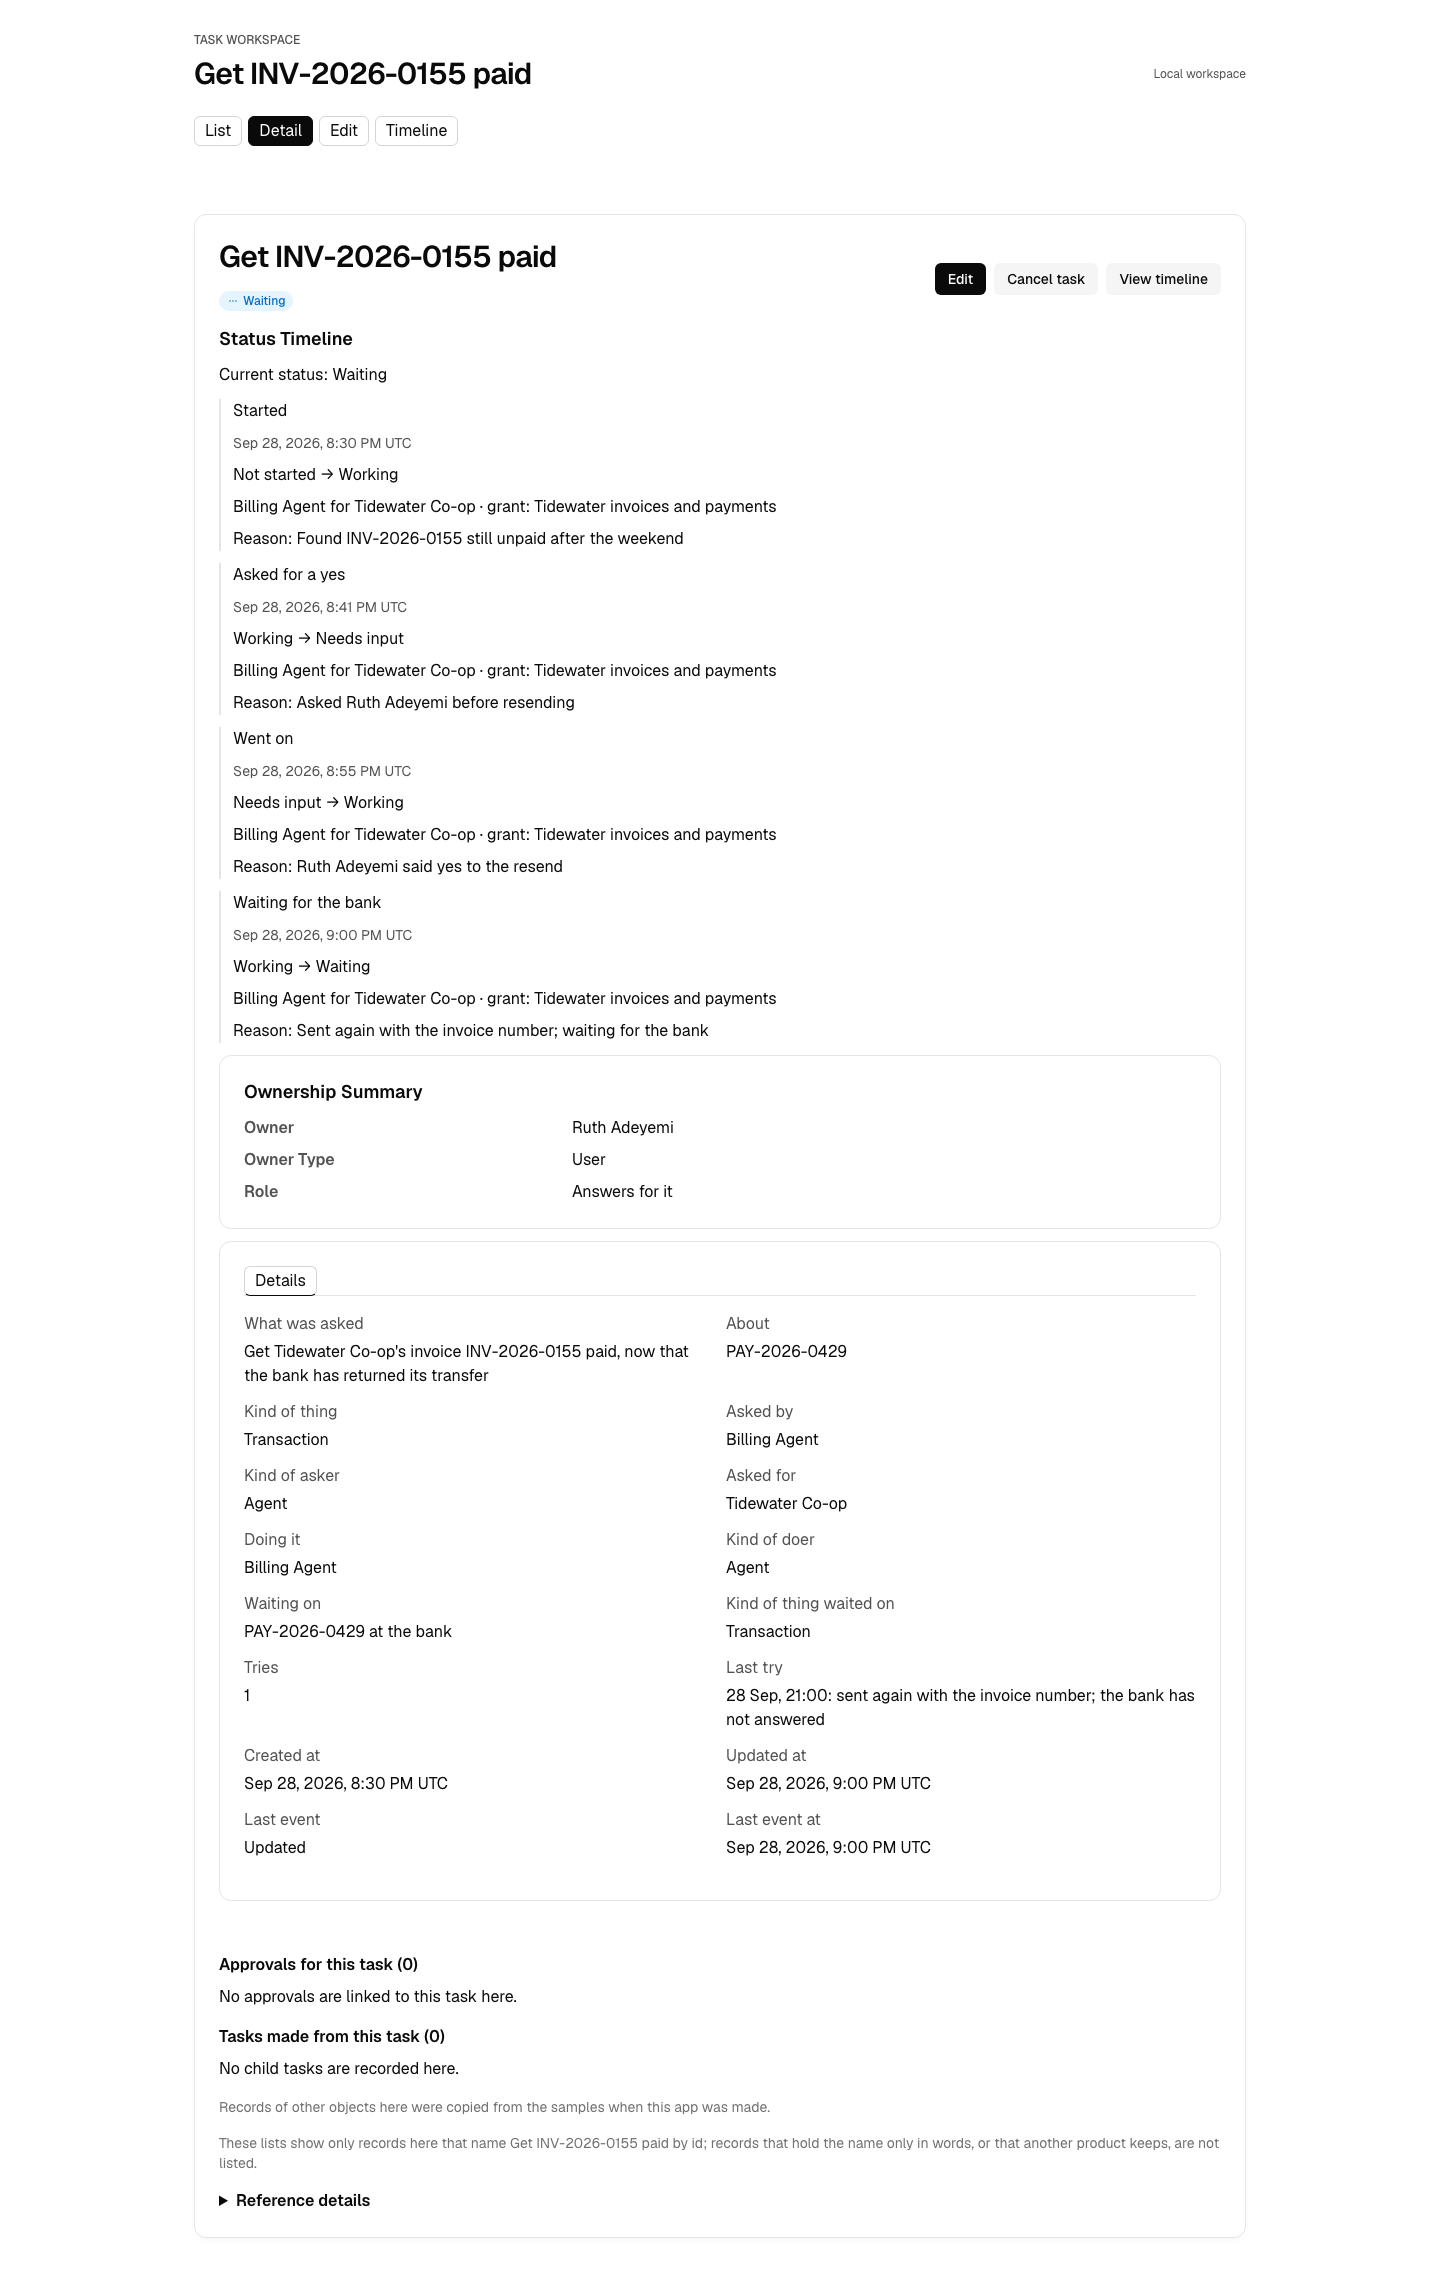 TASK WORKSPACE
Get INV-2026-0155 paid
Local workspace
List
Detail
Edit
Timeline
Get INV-2026-0155 paid
Edit
Cancel task
View timeline
··· Waiting
Status Timeline
Current status: Waiting
Started
Sep 28, 2026, 8:30 PM UTC
Not started → Working
Billing Agent for Tidewater Co-op · grant: Tidewater invoices and payments
Reason: Found INV-2026-0155 still unpaid after the weekend
Asked for a yes
Sep 28, 2026, 8:41 PM UTC
Working → Needs input
Billing Agent for Tidewater Co-op · grant: Tidewater invoices and payments
Reason: Asked Ruth Adeyemi before resending
Went on
Sep 28, 2026, 8:55 PM UTC
Needs input → Working
Billing Agent for Tidewater Co-op · grant: Tidewater invoices and payments
Reason: Ruth Adeyemi said yes to the resend
Waiting for the bank
Sep 28, 2026, 9:00 PM UTC
Working → Waiting
Billing Agent for Tidewater Co-op · grant: Tidewater invoices and payments
Reason: Sent again with the invoice number; waiting for the bank
Ownership Summary
Owner
Ruth Adeyemi
Owner Type
User
Role
Answers for it
Details
What was asked
Get Tidewater Co-op's invoice INV-2026-0155 paid, now that
the bank has returned its transfer
About
PAY-2026-0429
Kind of thing
Transaction
Asked by
Billing Agent
Kind of asker
Agent
Asked for
Tidewater Co-op
Doing it
Billing Agent
Kind of doer
Agent
Waiting on
PAY-2026-0429 at the bank
Kind of thing waited on
Transaction
Tries
1
Last try
28 Sep, 21:00: sent again with the invoice number; the bank has
not answered
Created at
Sep 28, 2026, 8:30 PM UTC
Updated at
Sep 28, 2026, 9:00 PM UTC
Last event
Updated
Last event at
Sep 28, 2026, 9:00 PM UTC
Approvals for this task (0)
No approvals are linked to this task here.
Tasks made from this task (0)
No child tasks are recorded here.
Records of other objects here were copied from the samples when this app was made.
These lists show only records here that name Get INV-2026-0155 paid by id; records that hold the name only in words, or that another product keeps, are not
listed.
▶ Reference details